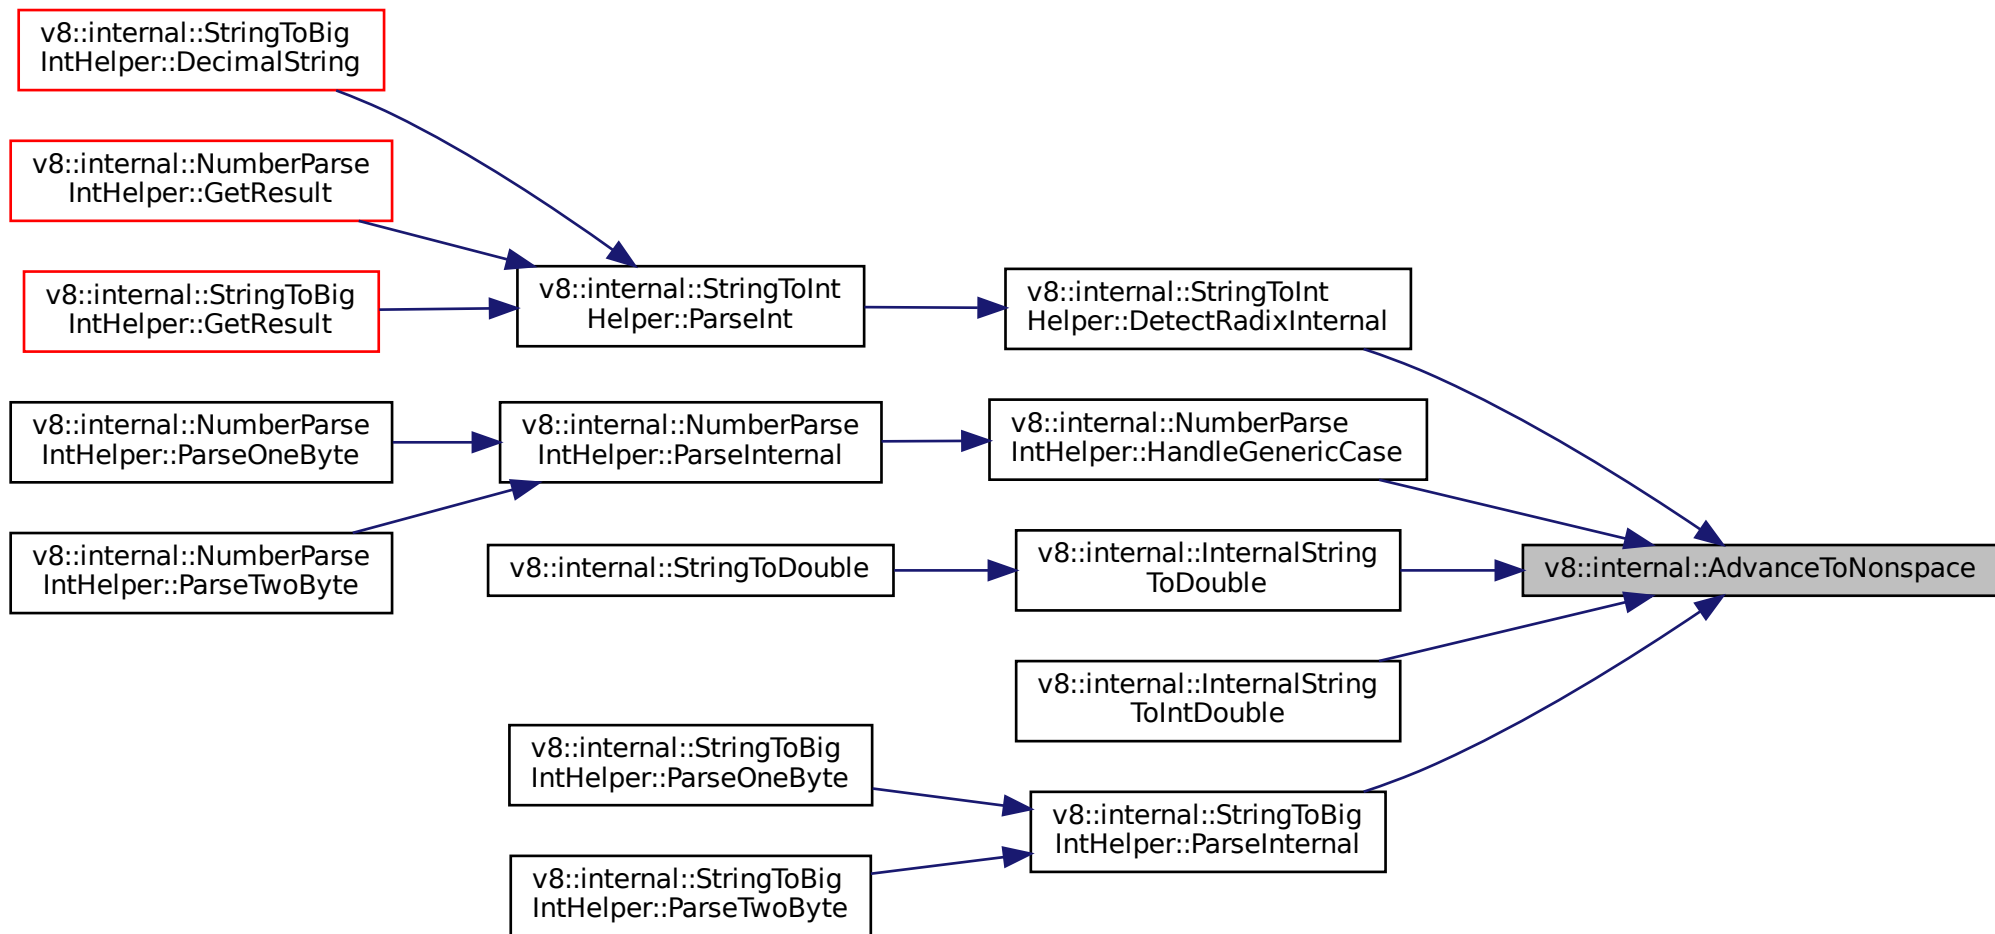 v8::internal::StringToBig
IntHelper::DecimalString
v8::internal::NumberParse
IntHelper::GetResult
v8::internal::StringToBig
IntHelper::GetResult
v8::internal::StringToInt
Helper::ParseInt
v8::internal::StringToInt
Helper::DetectRadixInternal
v8::internal::NumberParse
IntHelper::ParseOneByte
v8::internal::NumberParse
IntHelper::ParseInternal
v8::internal::NumberParse
IntHelper::HandleGenericCase
v8::internal::NumberParse
IntHelper::ParseTwoByte
v8::internal::StringToDouble
v8::internal::InternalString
ToDouble
v8::internal::AdvanceToNonspace
v8::internal::InternalString
ToIntDouble
v8::internal::StringToBig
IntHelper::ParseOneByte
v8::internal::StringToBig
IntHelper::ParseInternal
v8::internal::StringToBig
IntHelper::ParseTwoByte